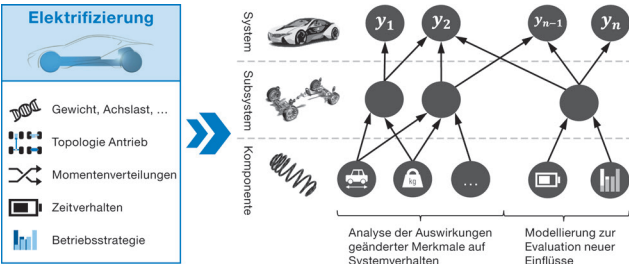 Elektrifizierung
Gewicht, Achslast, ...
Topologie Antrieb
Momentenverteilungen
Zeitverhalten
Betriebsstrategie
System
Subsystem
Komponente
y₁
y₂
yₙ₋₁
yₙ
kg
...
Analyse der Auswirkungen
geänderter Merkmale auf
Systemverhalten
Modellierung zur
Evaluation neuer
Einflüsse